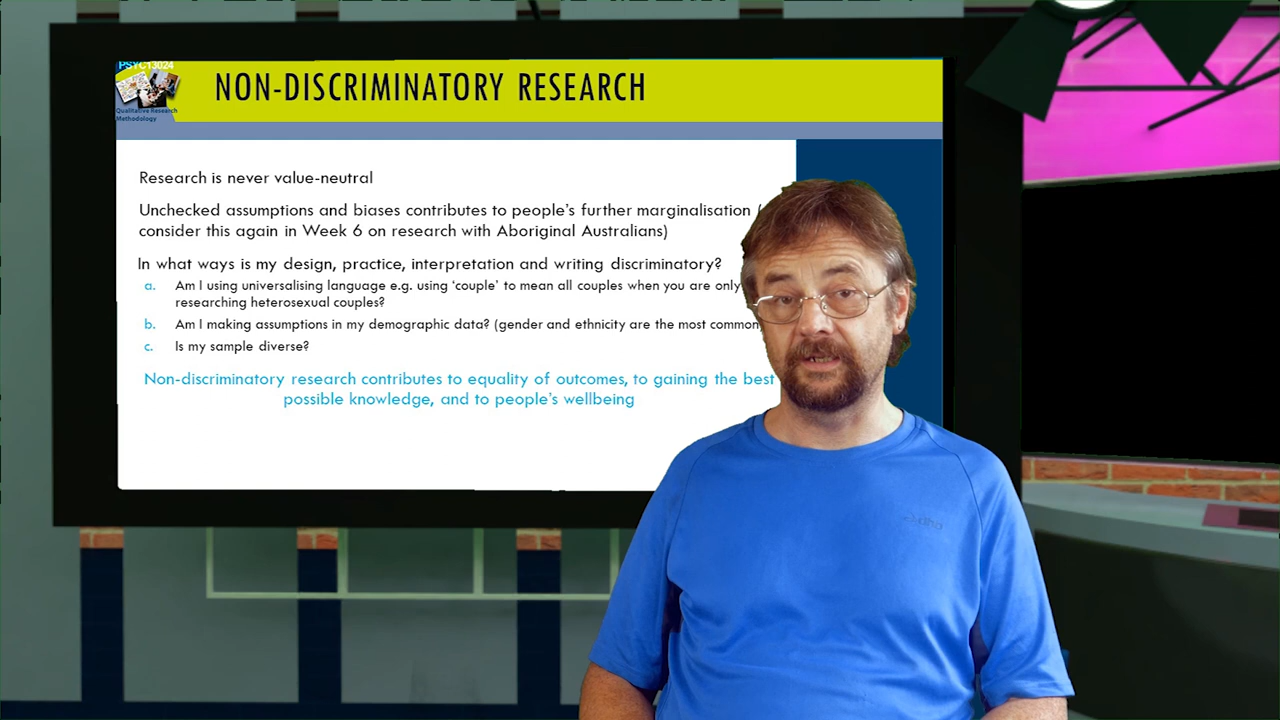 PSYC13024
Qualitative Research
Methodology
NON-DISCRIMINATORY RESEARCH
Research is never value-neutral
Unchecked assumptions and biases contributes to people's further marginalisation (
consider this again in Week 6 on research with Aboriginal Australians)
In what ways is my design, practice, interpretation and writing discriminatory?
a. Am I using universalising language e.g. using 'couple' to mean all couples when you are only
researching heterosexual couples?
b. Am I making assumptions in my demographic data? (gender and ethnicity are the most common
c. Is my sample diverse?
Non-discriminatory research contributes to equality of outcomes, to gaining the best
possible knowledge, and to people's wellbeing